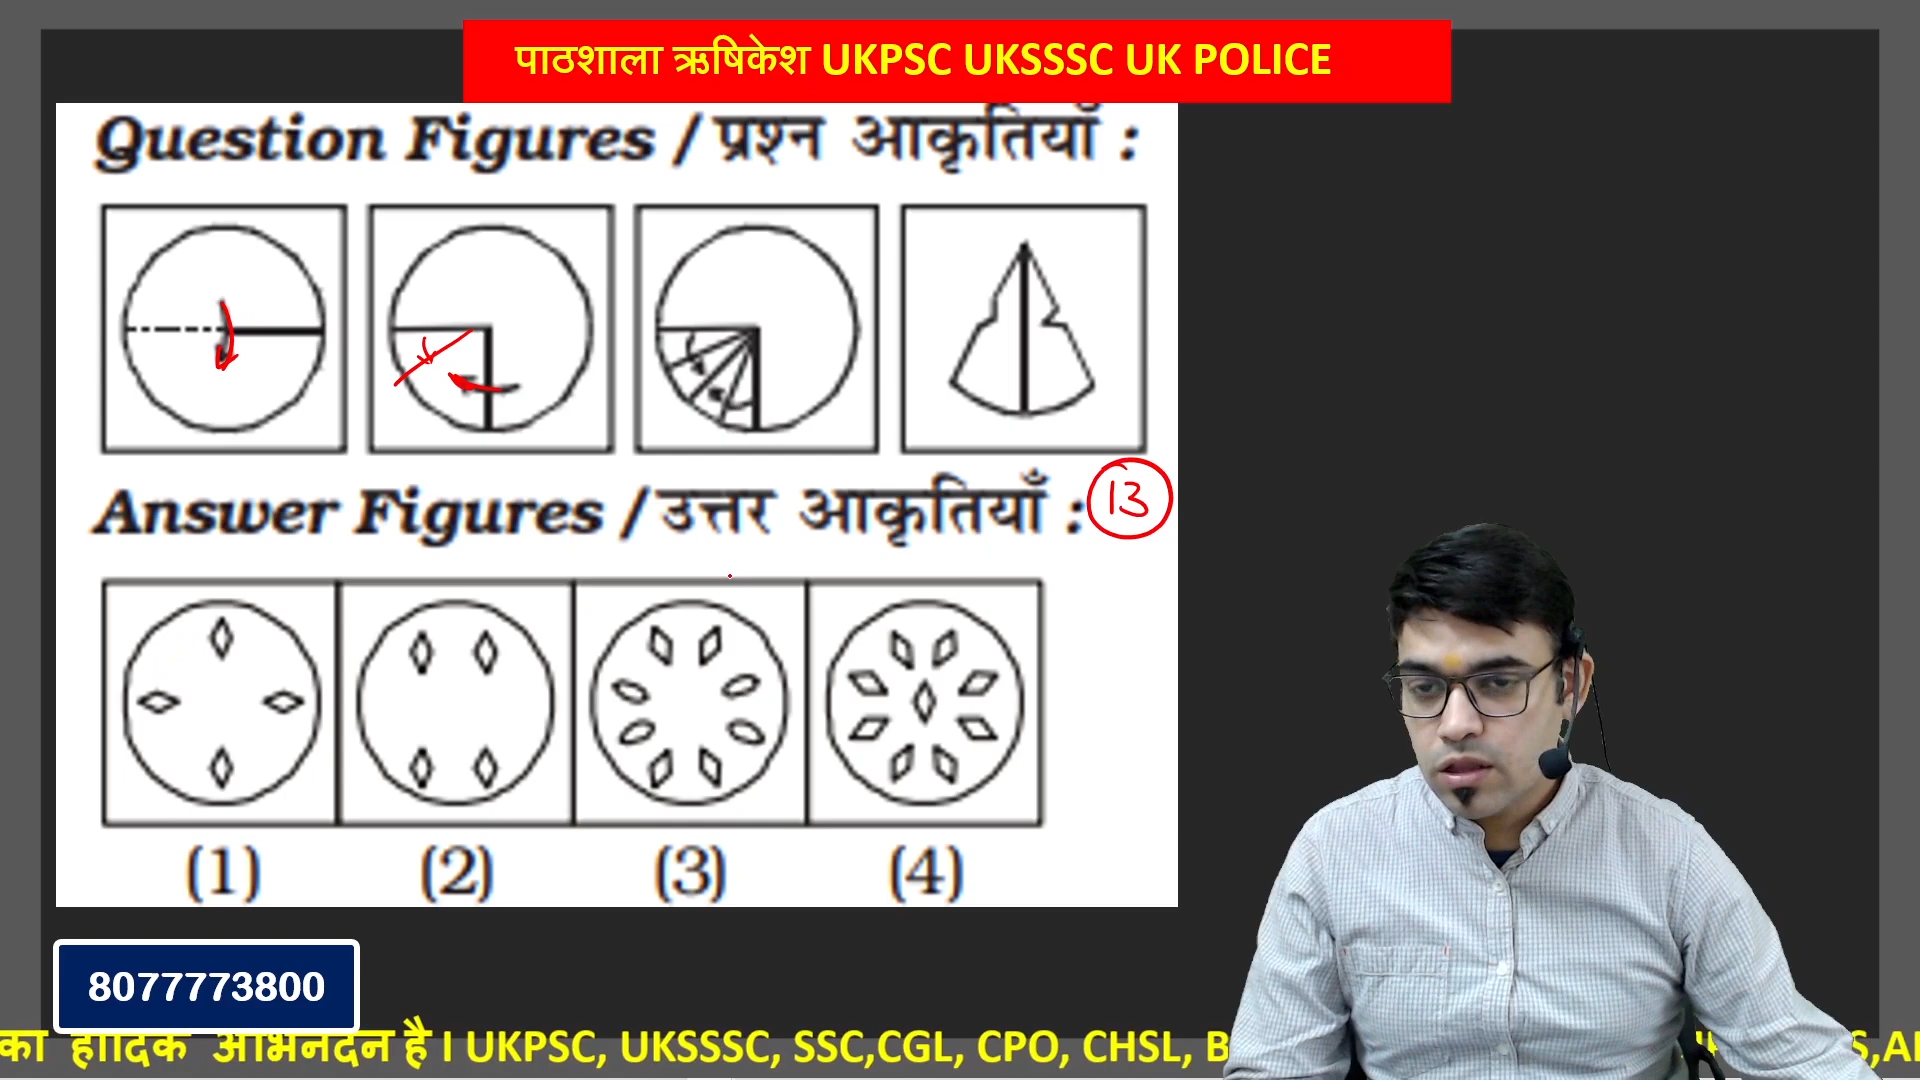 पाठशाला ऋषिकेश UKPSC UKSSSC UK POLICE
Question Figures / प्रश्न आकृतियाँ :
Answer Figures / उत्तर आकृतियाँ :
13
(1) (2) (3) (4)
8077773800
का हार्दिक अभिनंदन है । UKPSC, UKSSSC, SSC,CGL, CPO, CHSL, B